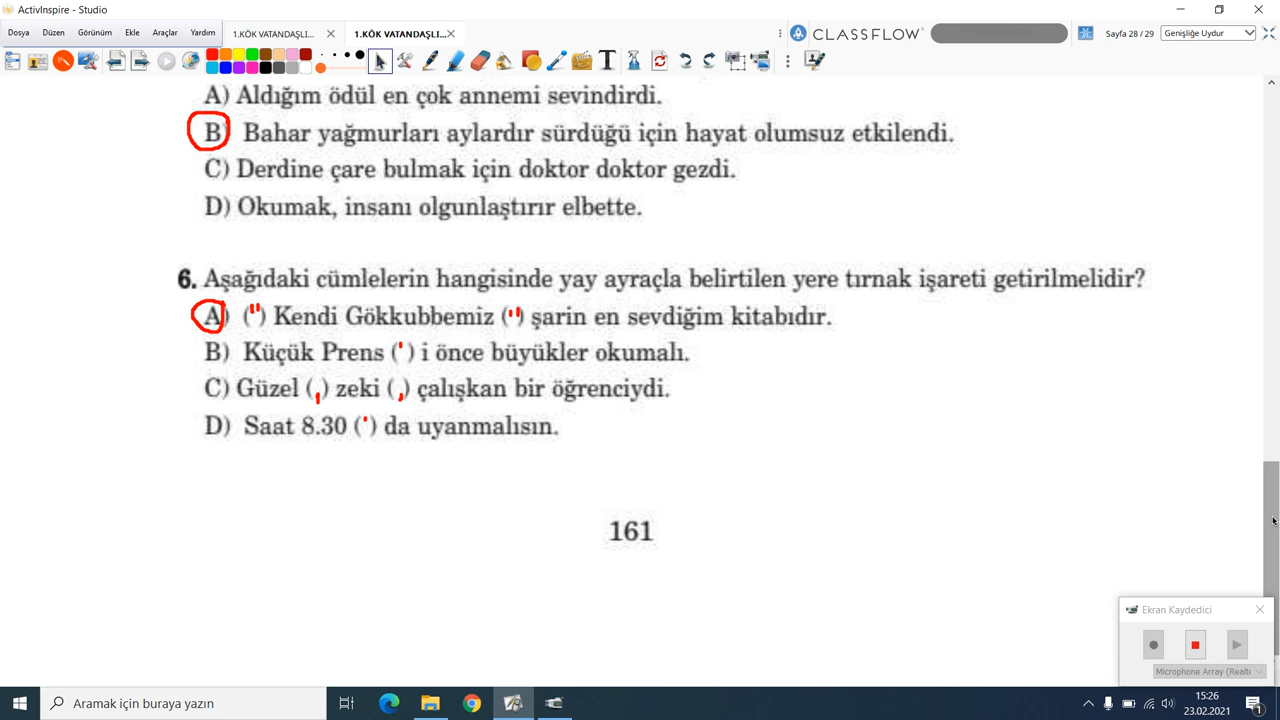 ActivInspire - Studio
Dosya Düzen Görünüm Ekle Araçlar Yardım
1.KÖK VATANDAŞLI...
1.KÖK VATANDAŞLI...
CLASSFLOW
Sayfa 28 / 29
Genişliğe Uydur
A) Aldığım ödül en çok annemi sevindirdi.
B) Bahar yağmurları aylardır sürdüğü için hayat olumsuz etkilendi.
C) Derdine çare bulmak için doktor doktor gezdi.
D) Okumak, insanı olgunlaştırır elbette.
6. Aşağıdaki cümlelerin hangisinde yay ayraçla belirtilen yere tırnak işareti getirilmelidir?
A) (") Kendi Gökkubbemiz (") şarin en sevdiğim kitabıdır.
B) Küçük Prens (') i önce büyükler okumalı.
C) Güzel (,) zeki (,) çalışkan bir öğrenciydi.
D) Saat 8.30 (') da uyanmalısın.
161
Ekran Kaydedici
Microphone Array (Realte
Aramak için buraya yazın
15:26
23.02.2021
1